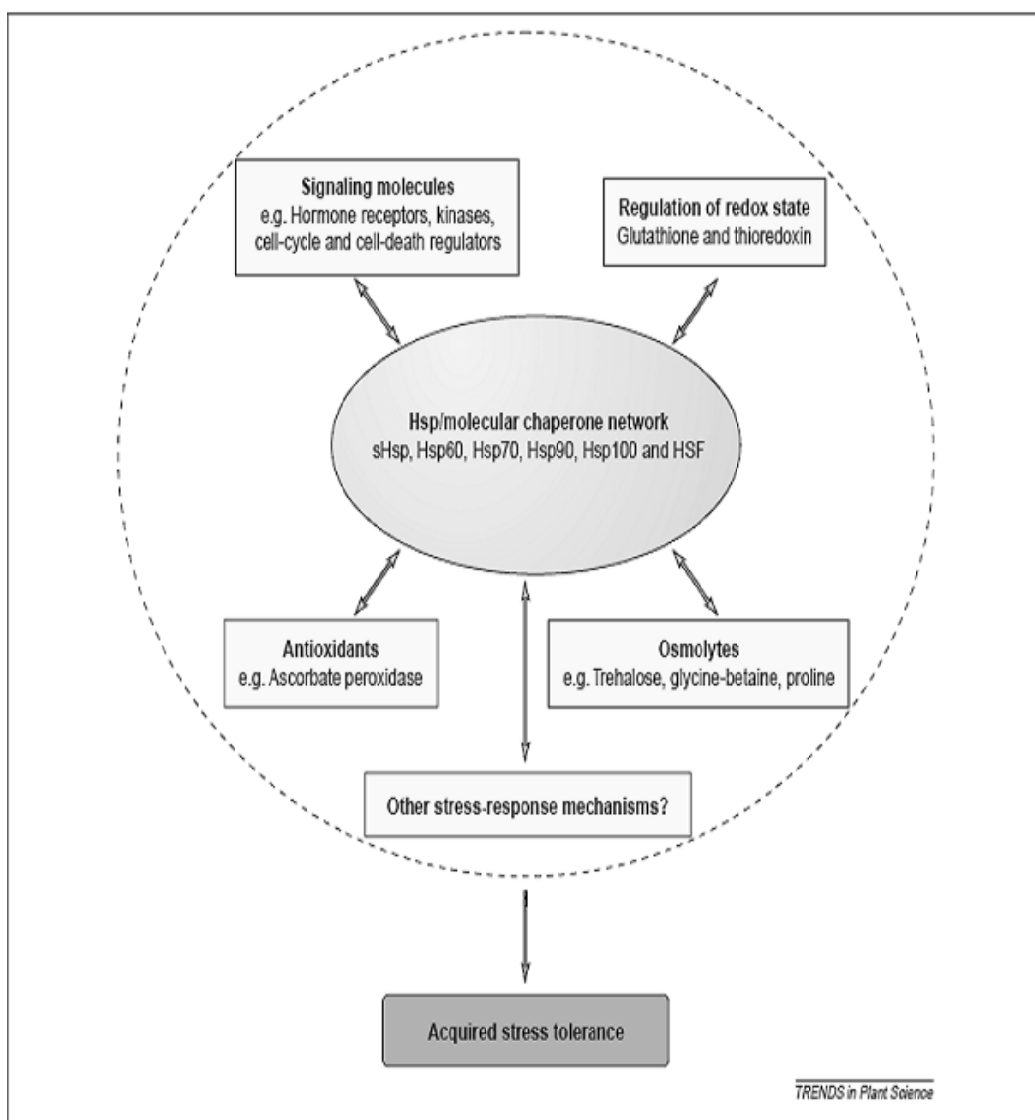 Signaling molecules
e.g. Hormone receptors, kinases,
cell-cycle and cell-death regulators
Regulation of redox state
Glutathione and thioredoxin
Hsp/molecular chaperone network
sHsp, Hsp60, Hsp70, Hsp90, Hsp100 and HSF
Antioxidants
e.g. Ascorbate peroxidase
Osmolytes
e.g. Trehalose, glycine-betaine, proline
Other stress-response mechanisms?
Acquired stress tolerance
TRENDS in Plant Science